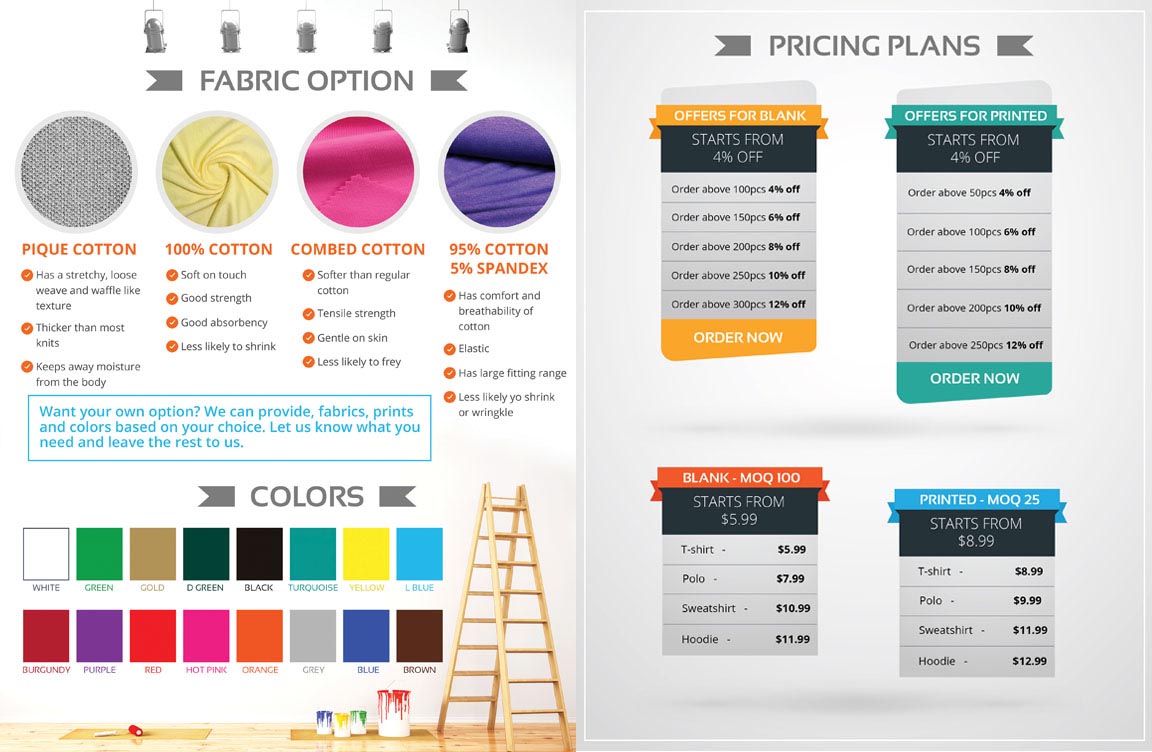 FABRIC OPTION
PIQUE COTTON
Has a stretchy, loose
weave and waffle like
texture
Thicker than most
knits
Keeps away moisture
from the body
100% COTTON
Soft on touch
Good strength
Good absorbency
Less likely to shrink
COMBED COTTON
Softer than regular
cotton
Tensile strength
Gentle on skin
Less likely to frey
95% COTTON
5% SPANDEX
Has comfort and
breathability of
cotton
Elastic
Has large fitting range
Less likely yo shrink
or wringkle
Want your own option? We can provide, fabrics, prints
and colors based on your choice. Let us know what you
need and leave the rest to us.
COLORS
WHITE GREEN GOLD D GREEN BLACK TURQUOISE YELLOW L BLUE
BURGUNDY PURPLE RED HOT PINK ORANGE GREY BLUE BROWN
PRICING PLANS
OFFERS FOR BLANK
STARTS FROM
4% OFF
Order above 100pcs 4% off
Order above 150pcs 6% off
Order above 200pcs 8% off
Order above 250pcs 10% off
Order above 300pcs 12% off
ORDER NOW
OFFERS FOR PRINTED
STARTS FROM
4% OFF
Order above 50pcs 4% off
Order above 100pcs 6% off
Order above 150pcs 8% off
Order above 200pcs 10% off
Order above 250pcs 12% off
ORDER NOW
BLANK - MOQ 100
STARTS FROM
$5.99
T-shirt - $5.99
Polo - $7.99
Sweatshirt - $10.99
Hoodie - $11.99
PRINTED - MOQ 25
STARTS FROM
$8.99
T-shirt - $8.99
Polo - $9.99
Sweatshirt - $11.99
Hoodie - $12.99